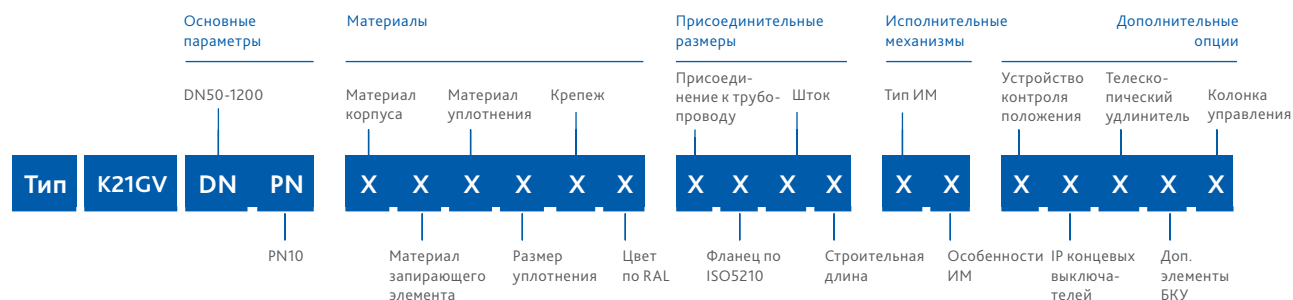 Основные
параметры
Материалы
Присоединительные
размеры
Исполнительные
механизмы
Дополнительные
опции
DN50-1200
Материал
корпуса
Материал
уплотнения
Крепеж
Присоеди-
нение к трубо-
проводу
Шток
Тип ИМ
Устройство
контроля
положения
Телеско-
пический
удлинитель
Колонка
управления
Тип K21GV DN PN X X X X X X X X X X X X X X X X X
PN10
Материал
запирающего
элемента
Размер
уплотнения
Цвет
по RAL
Фланец по
ISO5210
Строительная
длина
Особенности
ИМ
IP концевых
выключа-
телей
Доп.
элементы
БКУ